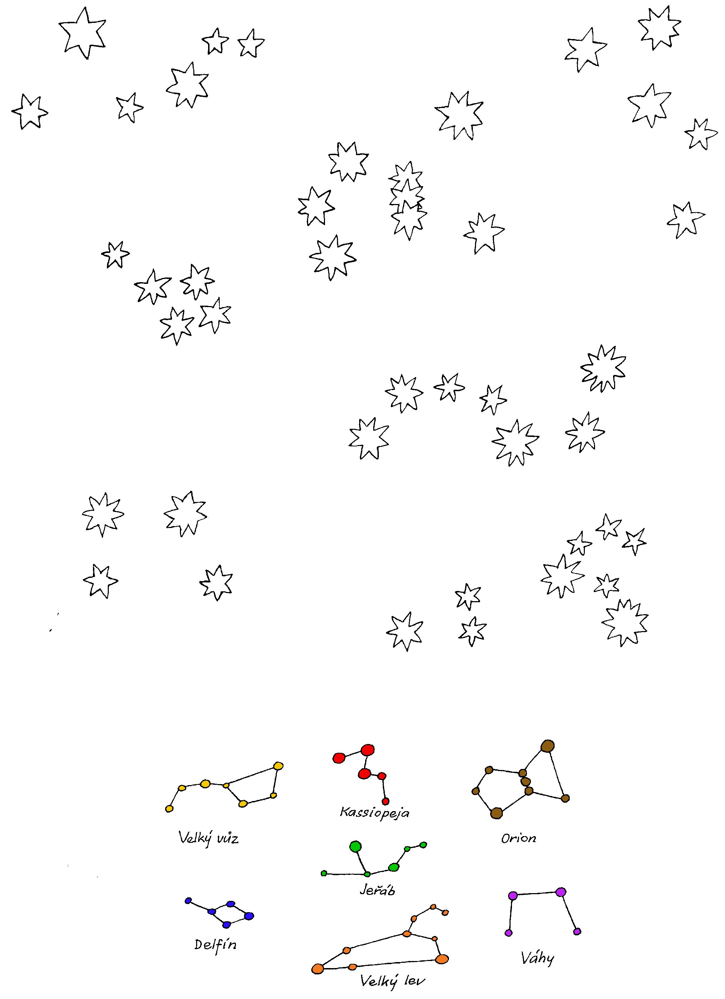 Kassiopeja
Velký vůz
Orion
Jeřáb
Delfín
Váhy
Velký lev